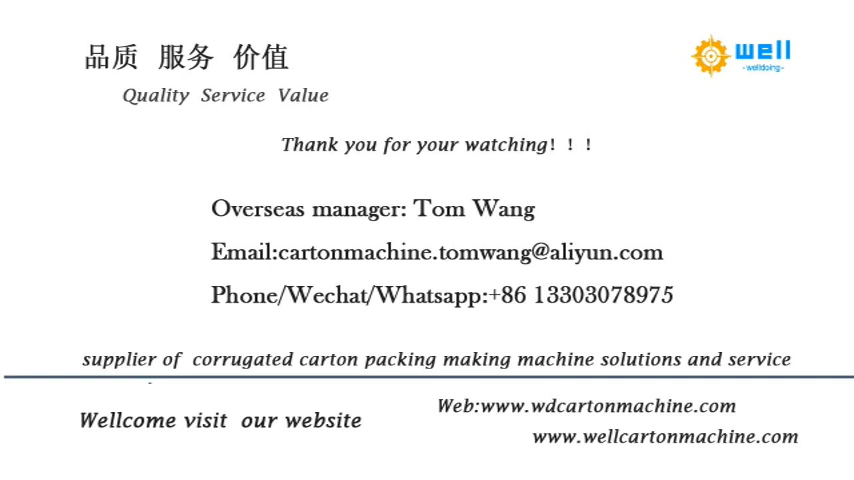 品质 服务 价值
well
-welldoing-
Quality Service Value
Thank you for your watching！！！
Overseas manager: Tom Wang
Email:cartonmachine.tomwang@aliyun.com
Phone/Wechat/Whatsapp:+86 13303078975
supplier of corrugated carton packing making machine solutions and service
Wellcome visit our website
Web:www.wdcartonmachine.com
www.wellcartonmachine.com